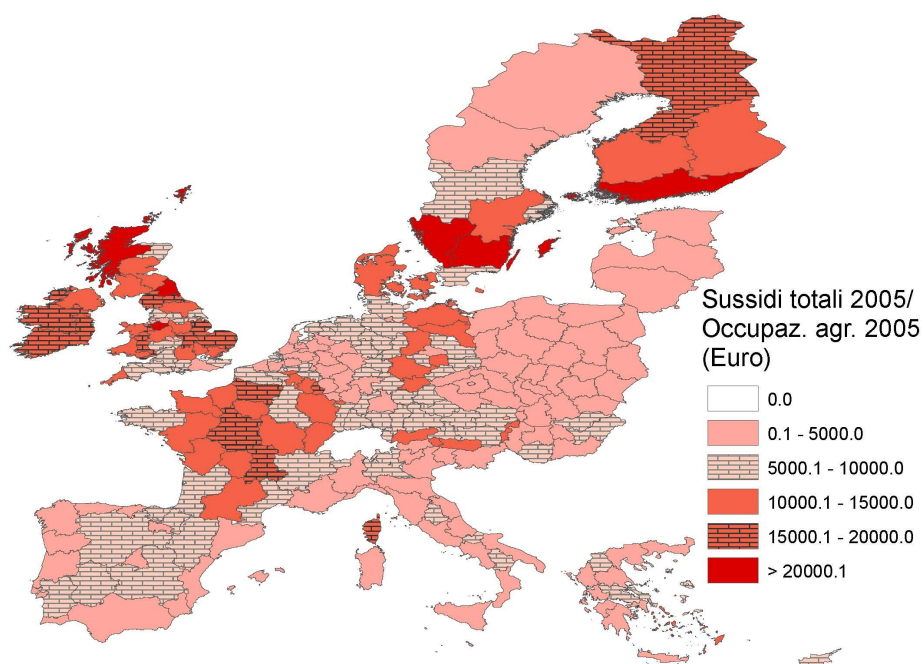 Sussidi totali 2005/
Occupaz. agr. 2005
(Euro)
0.0
0.1 - 5000.0
5000.1 - 10000.0
10000.1 - 15000.0
15000.1 - 20000.0
> 20000.1